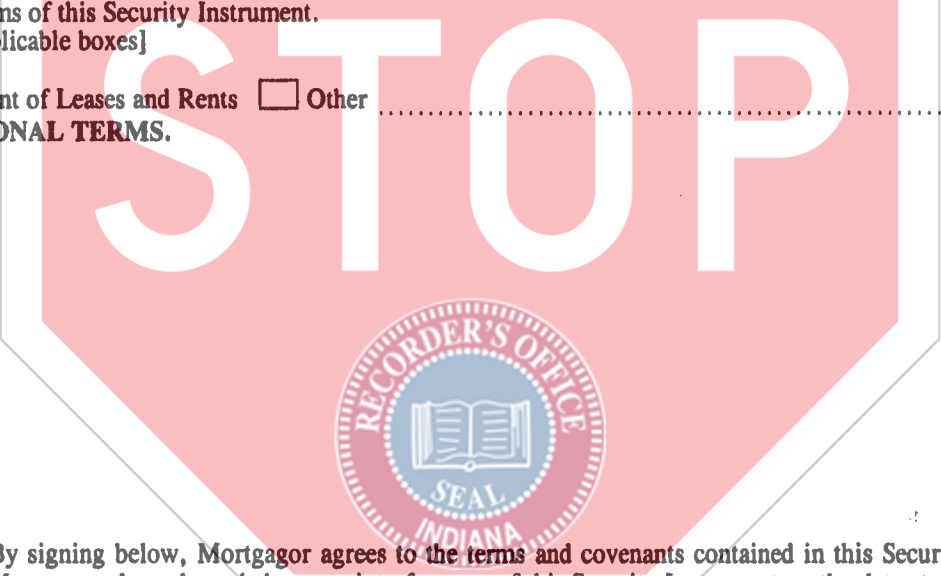 ms of this Security Instrument.
licable boxes]
nt of Leases and Rents Other
ONAL TERMS.
STOP
RECORDER'S OFFICE
SEAL
INDIANA
By signing below, Mortgagor agrees to the terms and covenants contained in this Secur